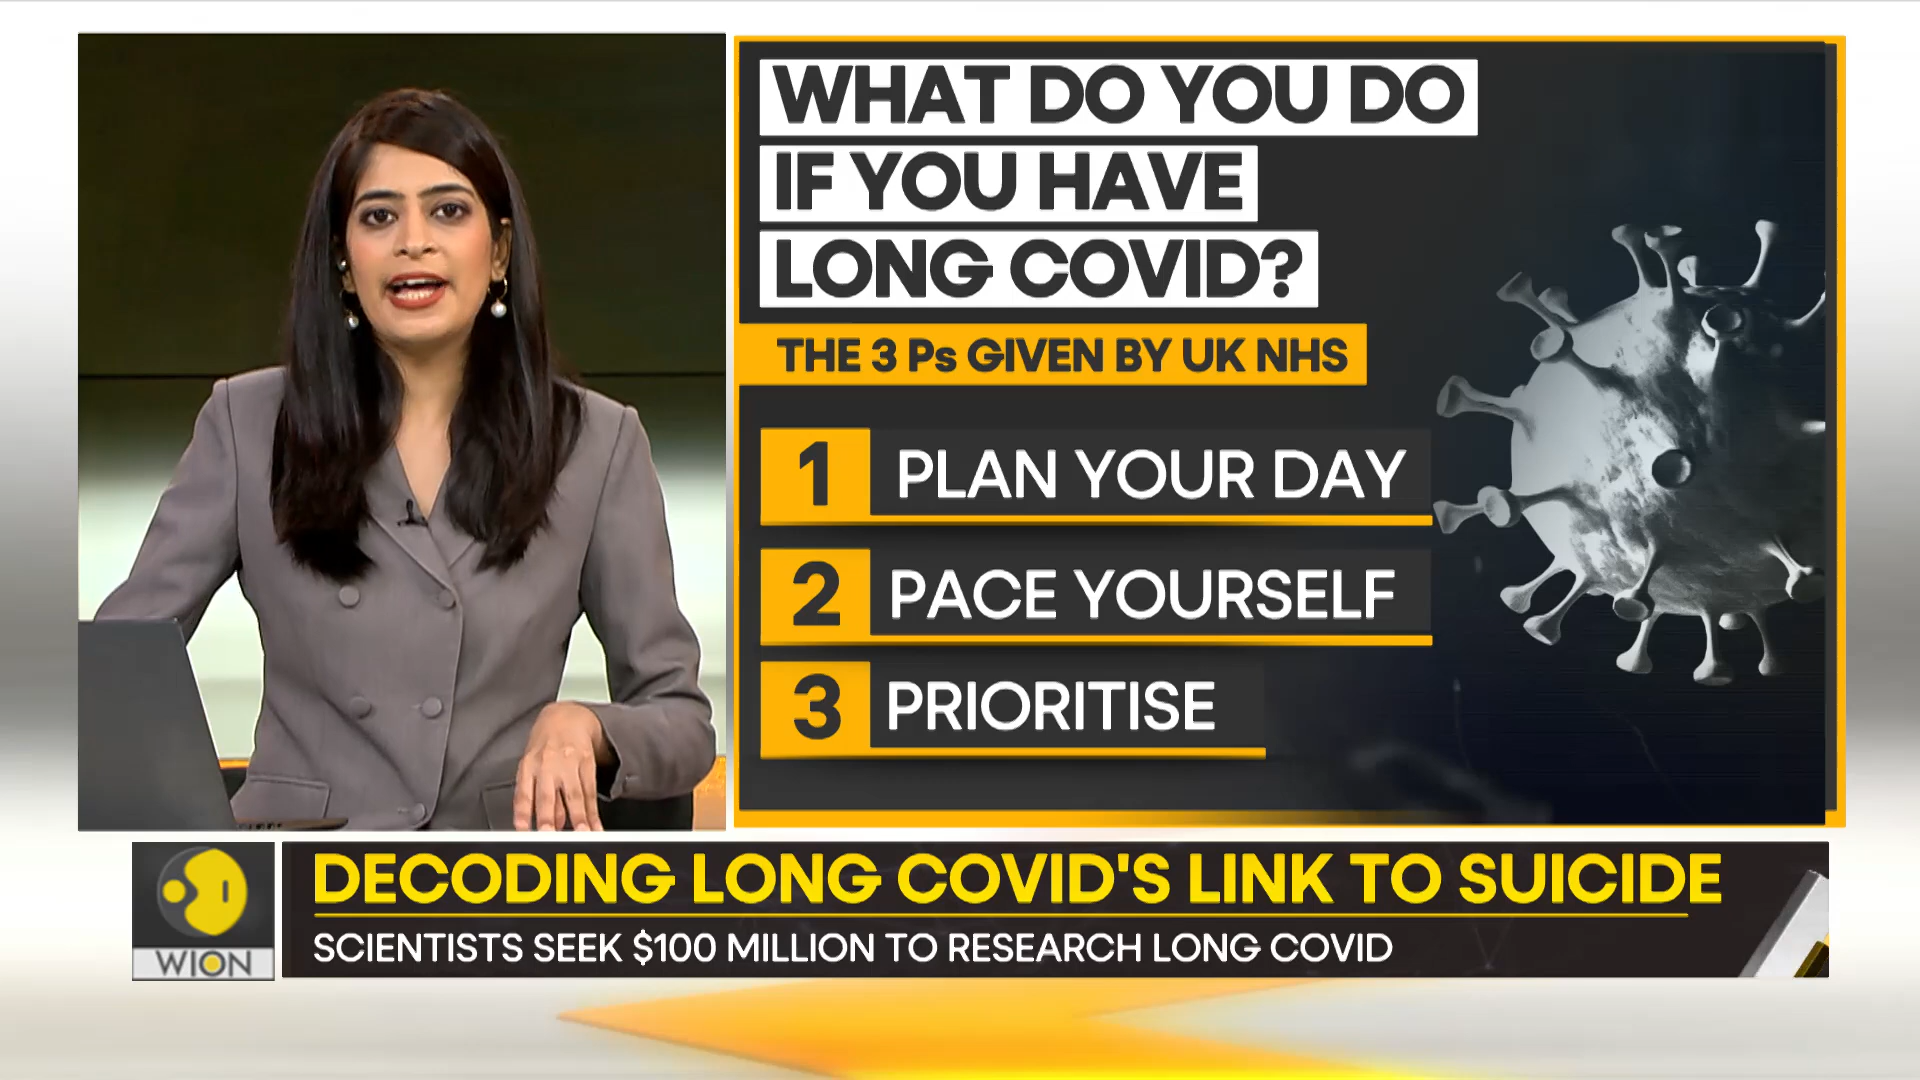 WHAT DO YOU DO
IF YOU HAVE
LONG COVID?
THE 3 Ps GIVEN BY UK NHS
1 PLAN YOUR DAY
2 PACE YOURSELF
3 PRIORITISE
DECODING LONG COVID'S LINK TO SUICIDE
SCIENTISTS SEEK $100 MILLION TO RESEARCH LONG COVID
WION